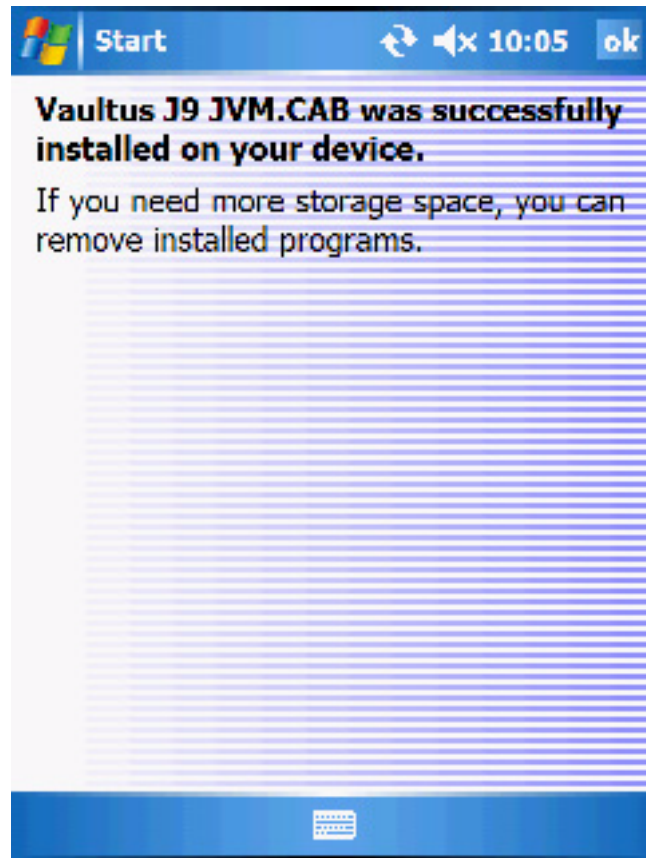 Start 10:05 ok
Vaultus J9 JVM.CAB was successfully
installed on your device.
If you need more storage space, you can
remove installed programs.